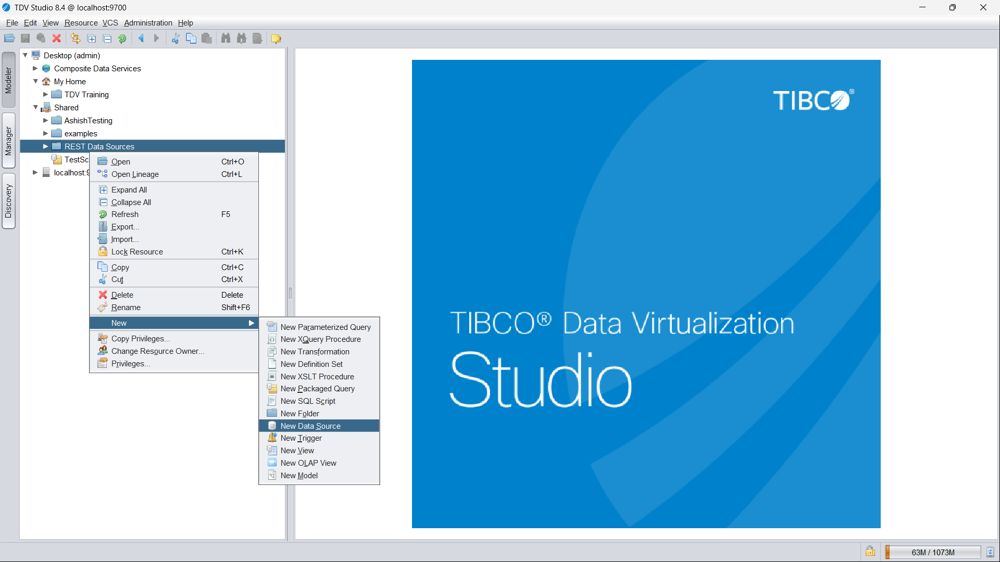 TDV Studio 8.4 @ localhost:9700
File Edit View Resource VCS Administration Help
Modeler
Manager
Discovery
Desktop (admin)
Composite Data Services
My Home
TDV Training
Shared
AshishTesting
examples
REST Data Sources
TestSc
localhost:9
Open Ctrl+O
Open Lineage Ctrl+L
Expand All
Collapse All
Refresh F5
Export...
Import...
Lock Resource Ctrl+K
Copy Ctrl+C
Cut Ctrl+X
Delete Delete
Rename Shift+F6
New
Copy Privileges...
Change Resource Owner...
Privileges...
New Parameterized Query
New XQuery Procedure
New Transformation
New Definition Set
New XSLT Procedure
New Packaged Query
New SQL Script
New Folder
New Data Source
New Trigger
New View
New OLAP View
New Model
TIBCO®
TIBCO® Data Virtualization
Studio
63M / 1073M